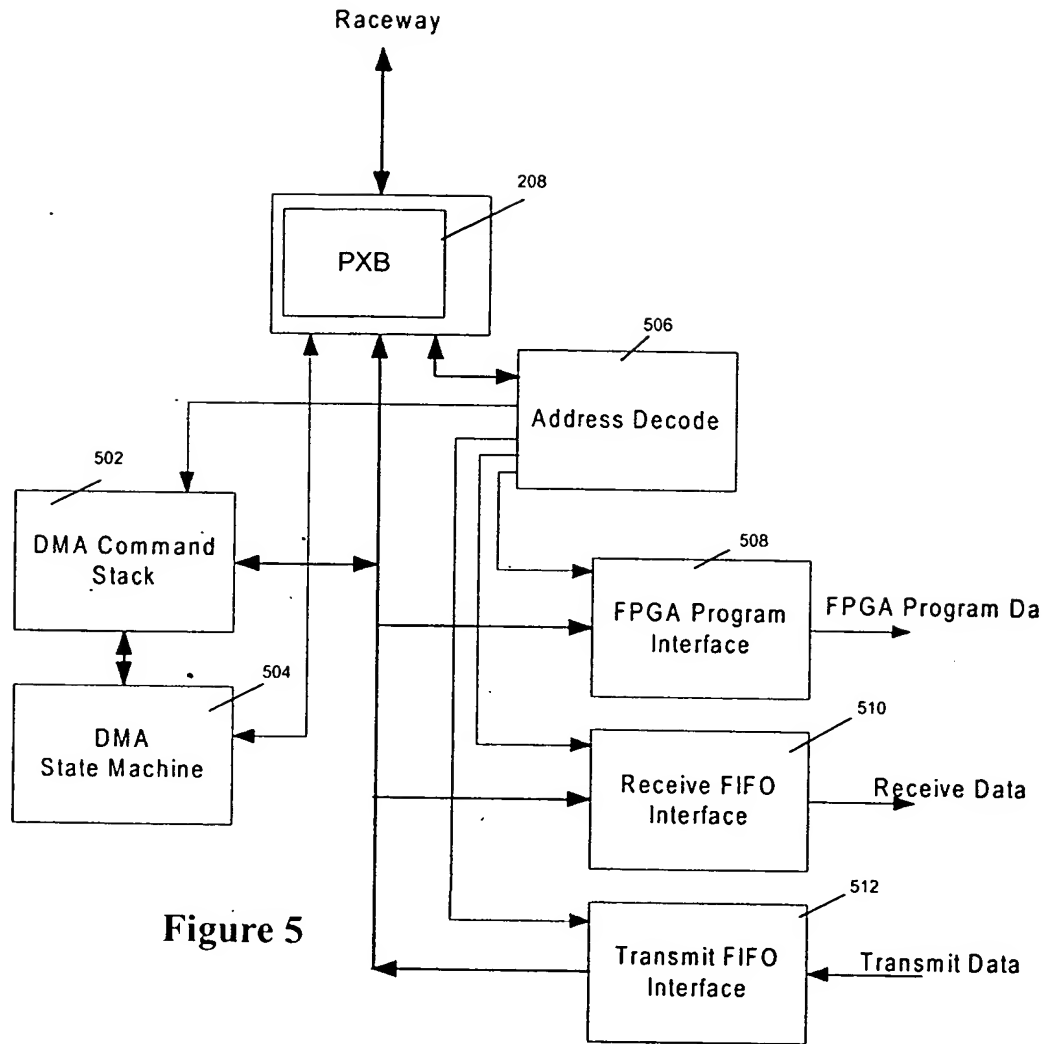 Raceway
208
PXB
506
Address Decode
502
DMA Command
Stack
508
FPGA Program
Interface
FPGA Program Da
504
DMA
State Machine
510
Receive FIFO
Interface
Receive Data
512
Transmit FIFO
Interface
Transmit Data
Figure 5